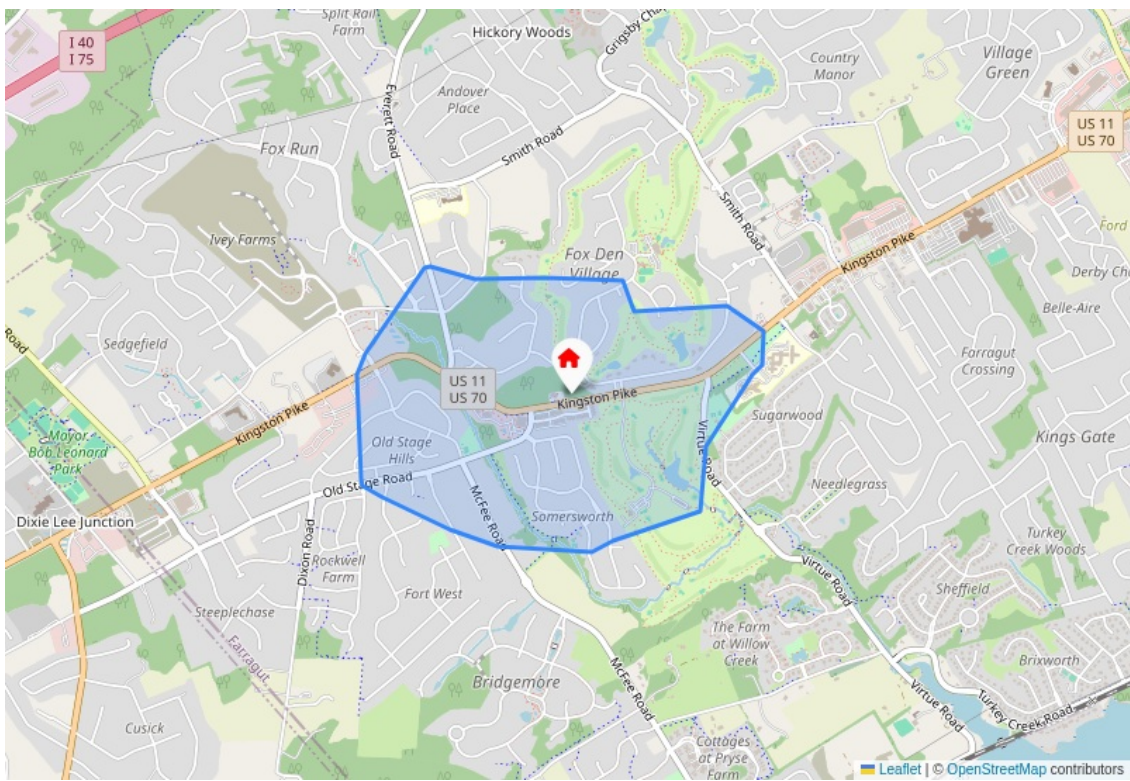 Split Rail
Farm
Hickory Woods
Grigsby Cha
I 40
I 75
Country
Manor
Village
Green
Andover
Place
Everett Road
US 11
US 70
Smith Road
Fox Run
Smith Road
Ivey Farms
Fox Den
Village
Kingston Pike
Ford
Derby Ch
Belle-Aire
Road
Sedgefield
Farragut
Crossing
US 11
US 70
Kingston Pike
Kingston Pike
Sugarwood
Mayor
Bob Leonard
Park
Old Stage
Hills
Virtue Road
Kings Gate
Old Stage Road
McFee Road
Needlegrass
Dixie Lee Junction
Somersworth
Dixon Road
Rockwell
Farm
Turkey
Creek Woods
Virtue Road
Sheffield
Fort West
Steeplechase
The Farm
at Willow
Creek
Farragut
Brixworth
McFee Road
Bridgemore
Virtue Road
Turkey Creek Road
Cusick
Cottages
at Pryse
Farm
Leaflet | © OpenStreetMap contributors